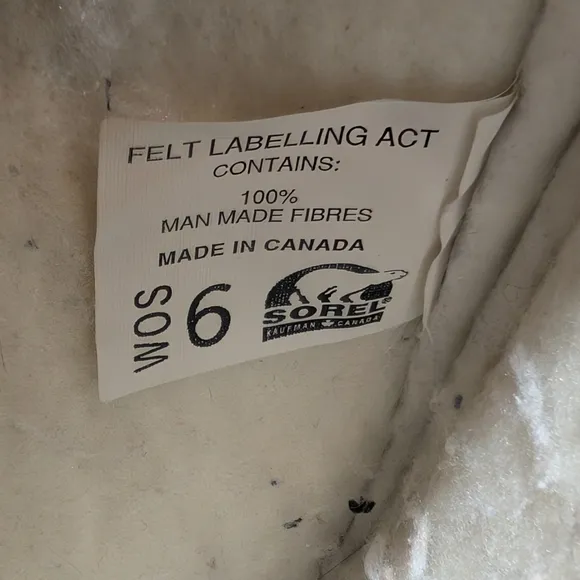 FELT LABELLING ACT
CONTAINS:
100%
MAN MADE FIBRES
MADE IN CANADA
WOS 6
SOREL®
KAUFMAN CANADA